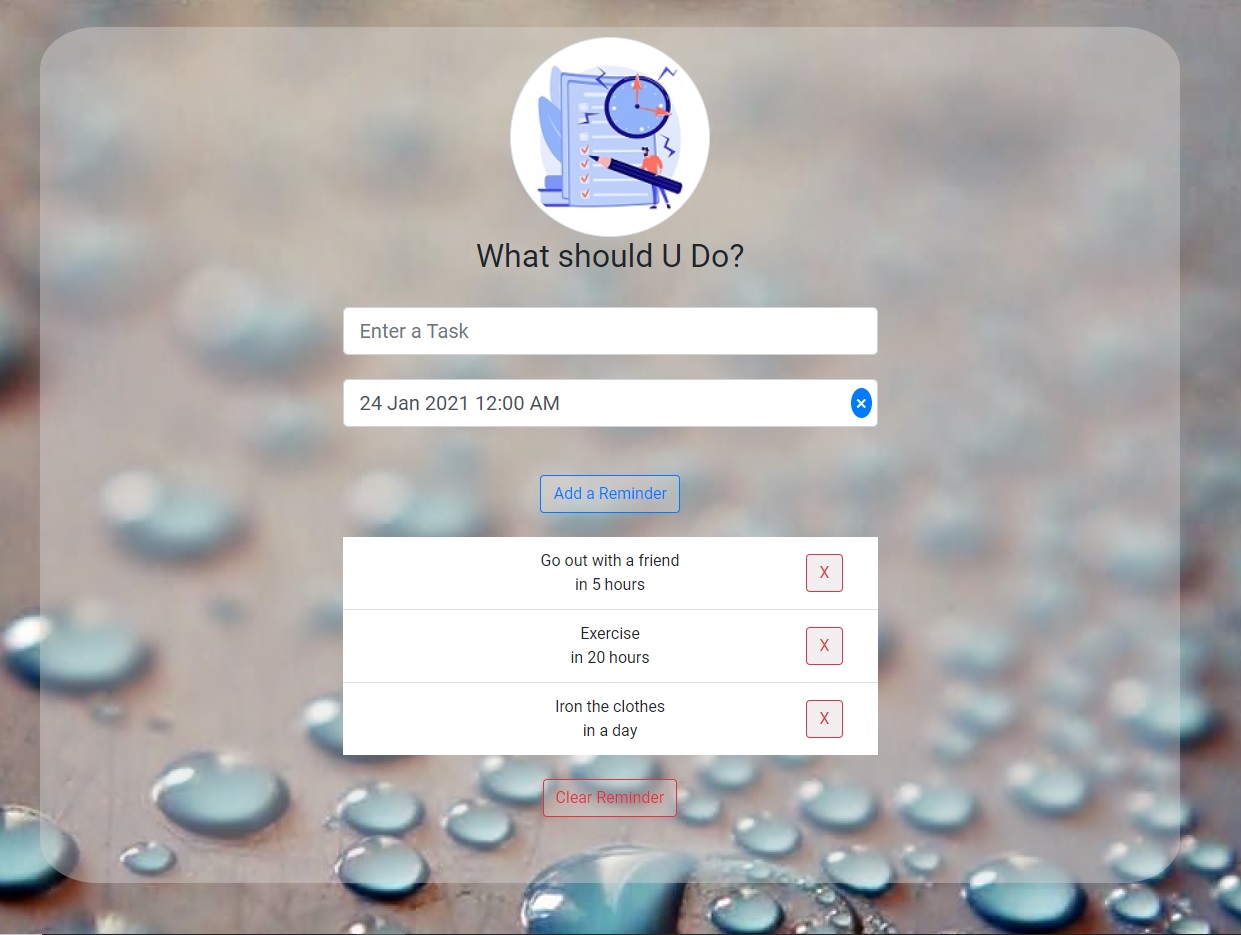 What should U Do?
Enter a Task
24 Jan 2021 12:00 AM
Add a Reminder
Go out with a friend
in 5 hours
X
Exercise
in 20 hours
X
Iron the clothes
in a day
X
Clear Reminder